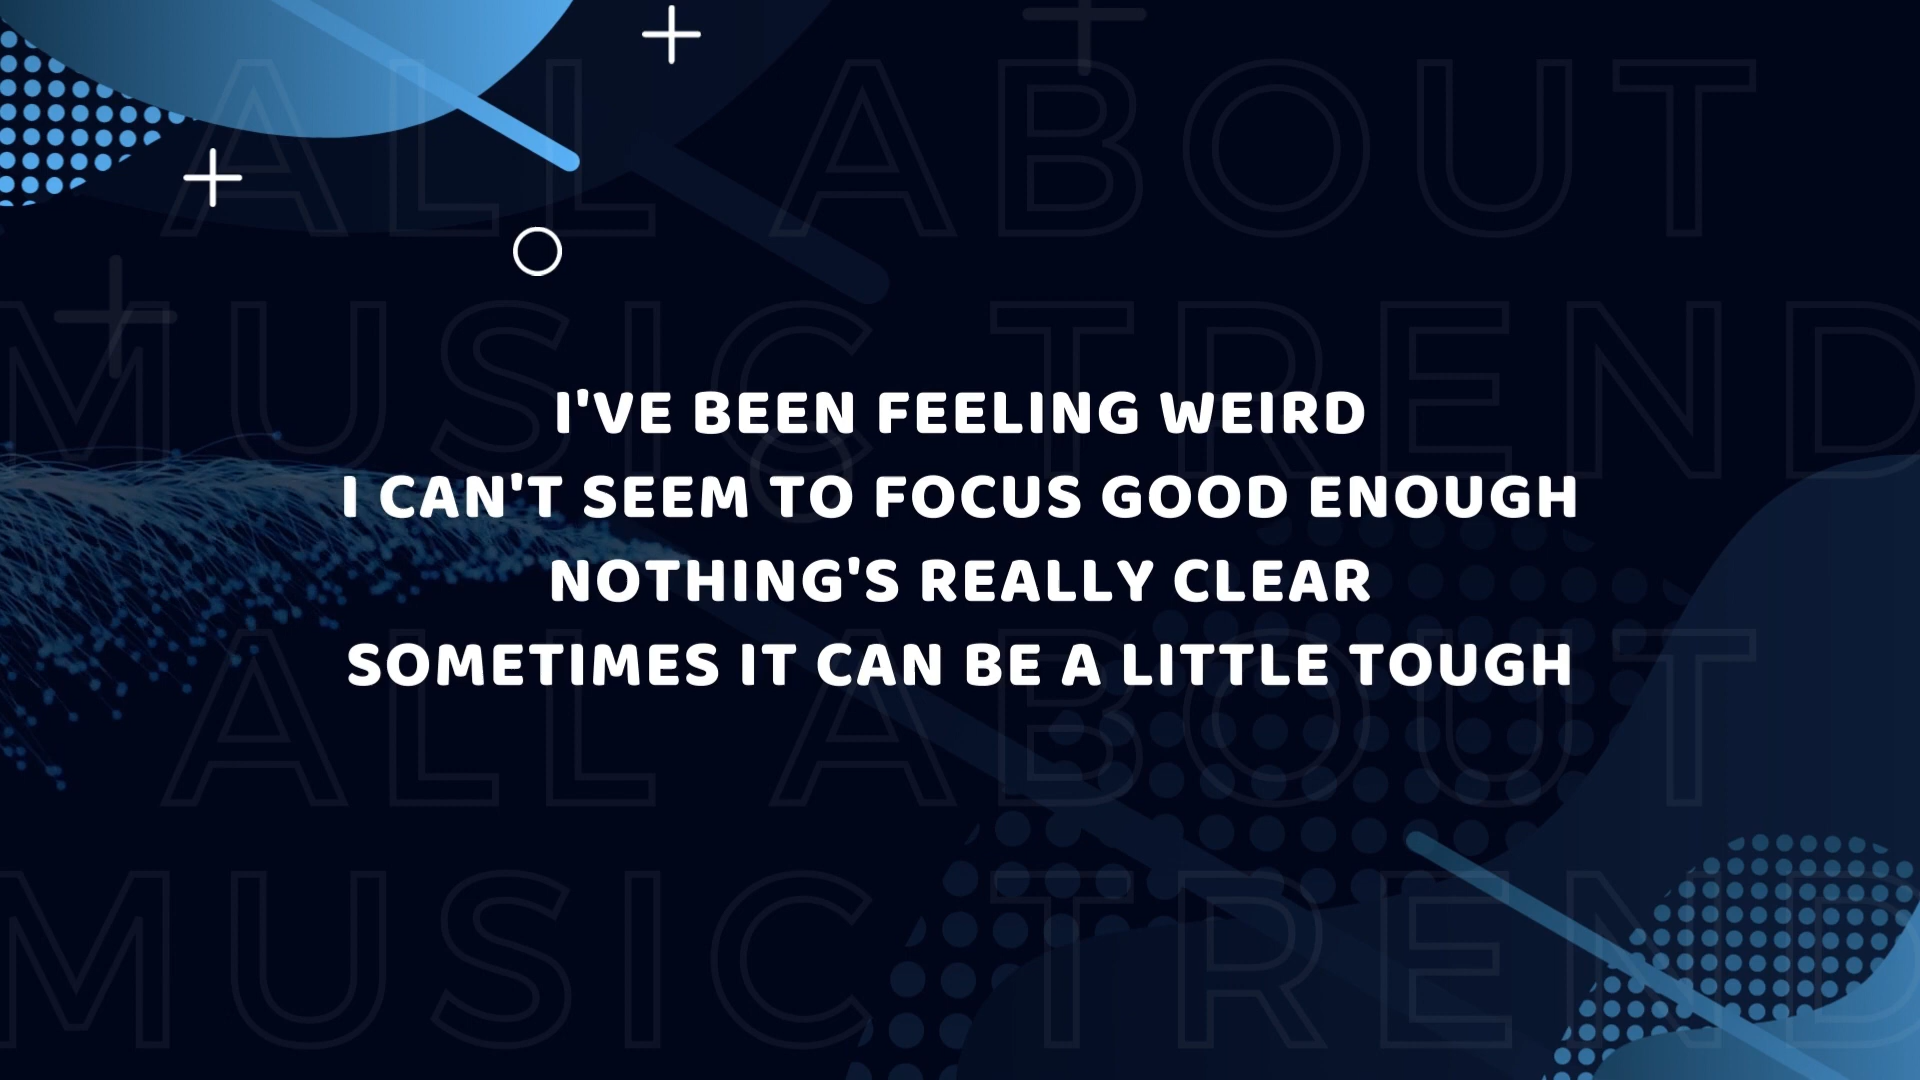 ALL ABOUT
MUSIC TREND
I'VE BEEN FEELING WEIRD
I CAN'T SEEM TO FOCUS GOOD ENOUGH
NOTHING'S REALLY CLEAR
SOMETIMES IT CAN BE A LITTLE TOUGH
ALL ABOUT
MUSIC TREND